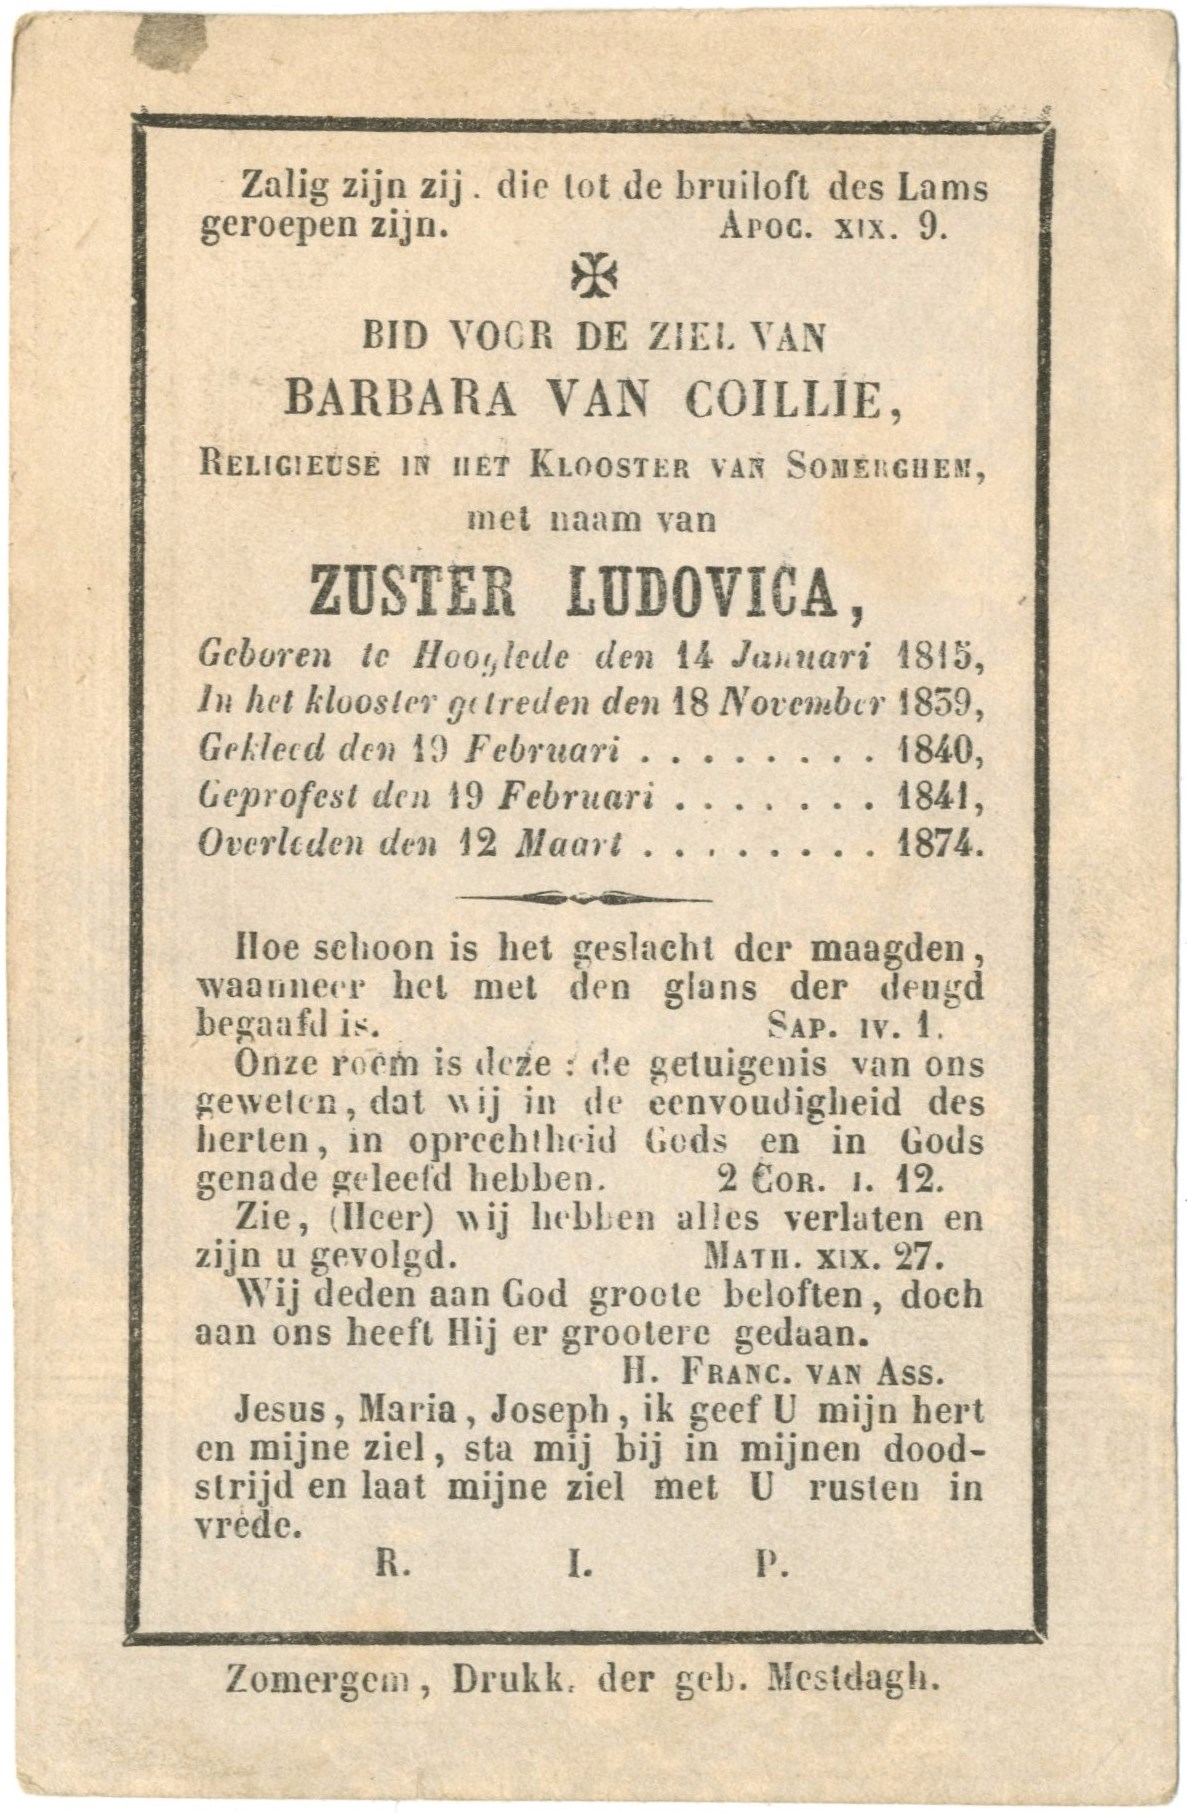 Zalig zijn zij. die tot de bruiloft des Lams
geroepen zijn. Apoc. xix. 9.
BID VOOR DE ZIEL VAN
BARBARA VAN COILLIE,
Religieuse in het Klooster van Somerghem,
met naam van
ZUSTER LUDOVICA,
Geboren te Hooglede den 14 Januari 1815,
In het klooster getreden den 18 November 1839,
Gekleed den 19 Februari . . . . . . . . 1840,
Geprofest den 19 Februari . . . . . . . 1841,
Overleden den 12 Maart . . . . . . . . 1874.
Hoe schoon is het geslacht der maagden,
waanneer het met den glans der deugd
begaafd is. Sap. iv. 1.
Onze roem is deze : de getuigenis van ons
geweten, dat wij in de eenvoudigheid des
herten, in oprechtheid Gods en in Gods
genade geleefd hebben. 2 Cor. i. 12.
Zie, (Heer) wij hebben alles verlaten en
zijn u gevolgd. Math. xix. 27.
Wij deden aan God groote beloften, doch
aan ons heeft Hij er grootere gedaan.
H. Franc. van Ass.
Jesus, Maria, Joseph, ik geef U mijn hert
en mijne ziel, sta mij bij in mijnen dood-
strijd en laat mijne ziel met U rusten in
vrede.
R. I. P.
Zomergem, Drukk. der geb. Mestdagh.